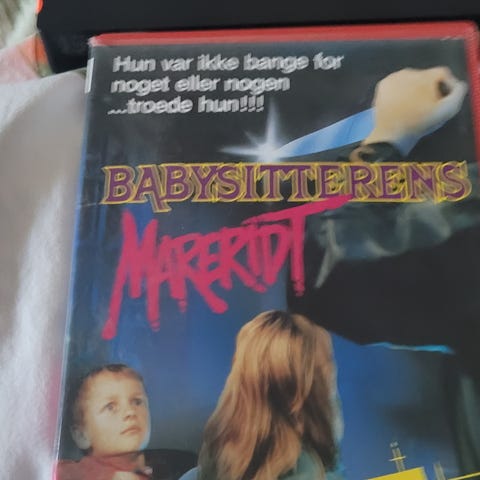 Hun var ikke bange for
noget eller nogen
...troede hun!!!
BABYSITTERENS
MARERIDT